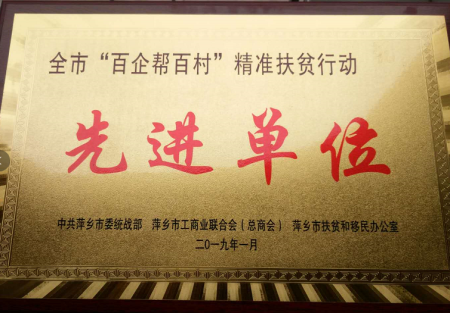 全市“百企帮百村”精准扶贫行动
先进单位
中共萍乡市委统战部 萍乡市工商业联合会（总商会） 萍乡市扶贫和移民办公室
二〇一九年一月